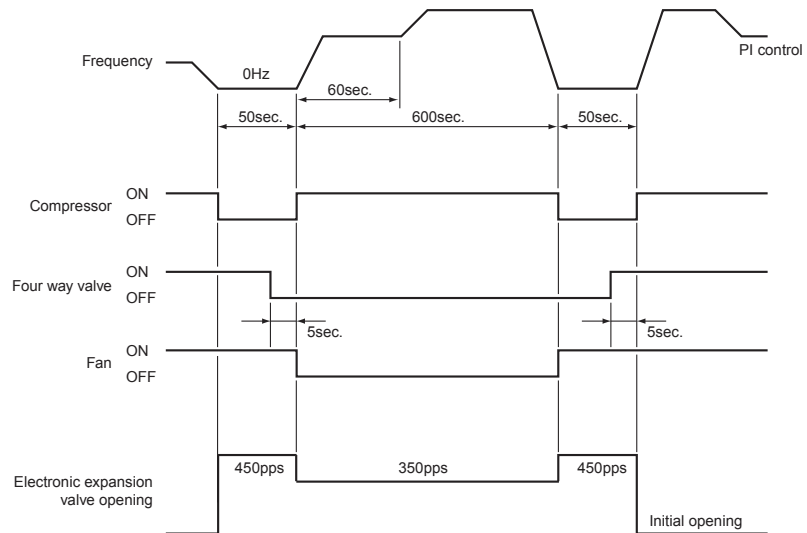 Frequency
0Hz
PI control
60sec.
50sec.
600sec.
50sec.
Compressor
ON
OFF
Four way valve
ON
OFF
5sec.
5sec.
Fan
ON
OFF
Electronic expansion
valve opening
450pps
350pps
450pps
Initial opening